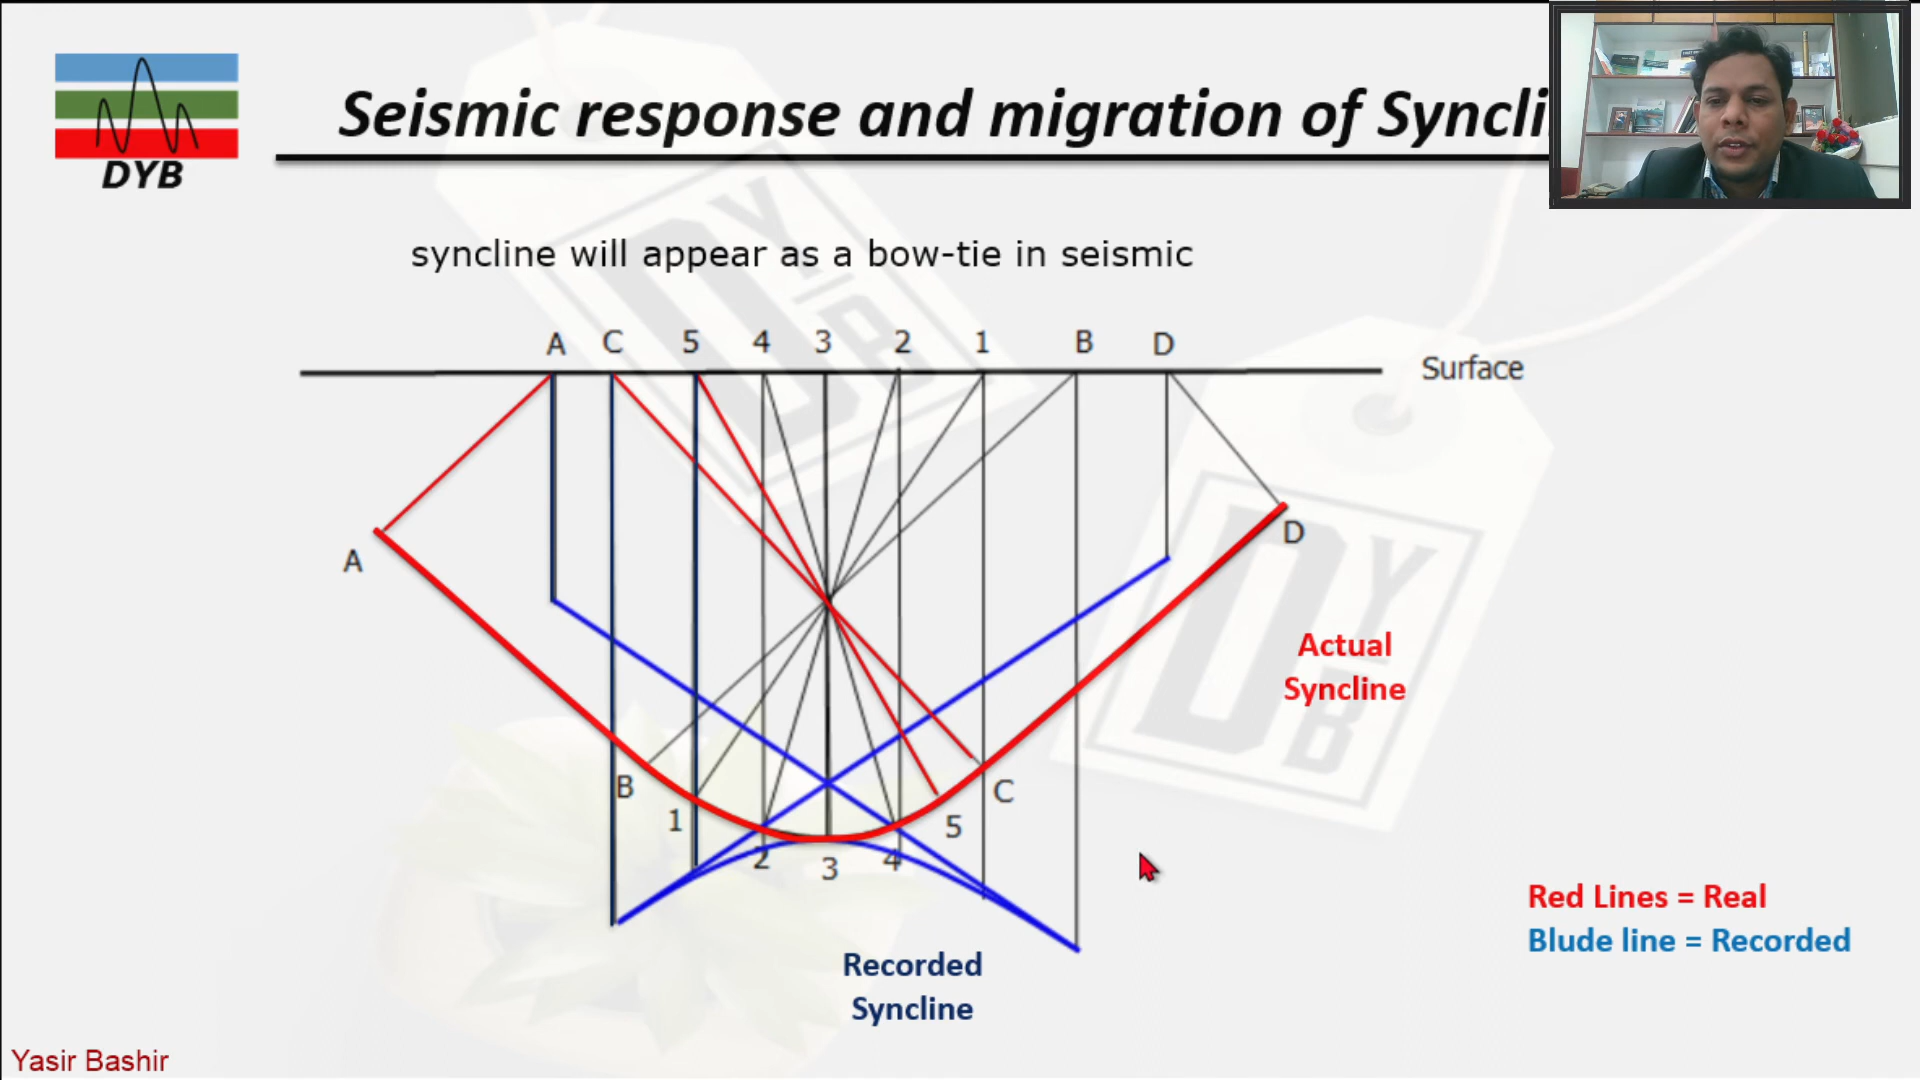 DYB
Seismic response and migration of
syncline will appear as a bow-tie in seismic
A C 5 4 3 2 1 B D
Surface
A
D
Actual
Syncline
B
C
1
5
2
3
4
Recorded
Syncline
Red Lines = Real
Blude line = Recorded
Yasir Bashir